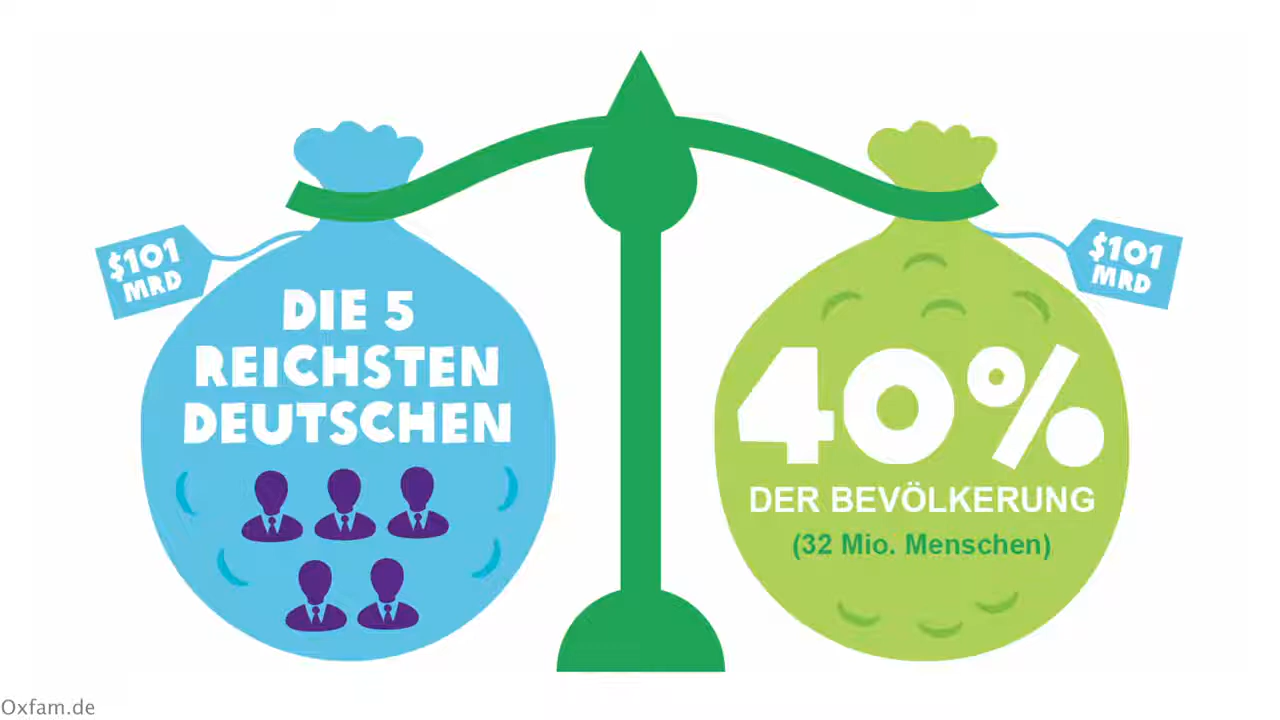 $101
MRD
DIE 5
REICHSTEN
DEUTSCHEN
$101
MRD
40%
DER BEVÖLKERUNG
(32 Mio. Menschen)
Oxfam.de